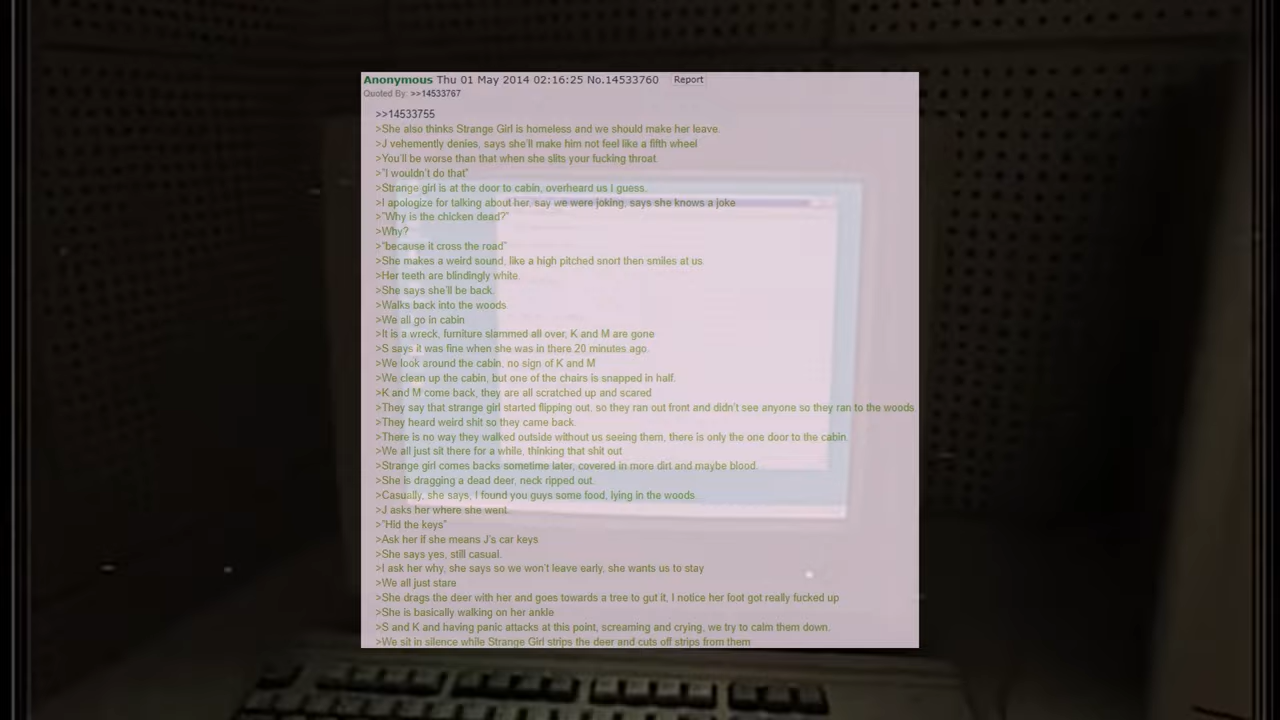 Anonymous Thu 01 May 2014 02:16:25 No.14533760 Report
Quoted By: >>14533767
>>14533755
>She also thinks Strange Girl is homeless and we should make her leave.
>J vehemently denies, says she'll make him not feel like a fifth wheel
>You'll be worse than that when she slits your fucking throat.
>"I wouldn't do that"
>Strange girl is at the door to cabin, overheard us I guess.
>I apologize for talking about her, say we were joking, says she knows a joke
>"Why is the chicken dead?"
>Why?
>"because it cross the road"
>She makes a weird sound, like a high pitched snort then smiles at us.
>Her teeth are blindingly white.
>She says she'll be back.
>Walks back into the woods
>We all go in cabin
>It is a wreck, furniture slammed all over, K and M are gone
>S says it was fine when she was in there 20 minutes ago.
>We look around the cabin, no sign of K and M
>We clean up the cabin, but one of the chairs is snapped in half.
>K and M come back, they are all scratched up and scared
>They say that strange girl started flipping out, so they ran out front and didn't see anyone so they ran to the woods.
>They heard weird shit so they came back.
>There is no way they walked outside without us seeing them, there is only the one door to the cabin.
>We all just sit there for a while, thinking that shit out
>Strange girl comes backs sometime later, covered in more dirt and maybe blood.
>She is dragging a dead deer, neck ripped out.
>Casually, she says, I found you guys some food, lying in the woods
>J asks her where she went.
>"Hid the keys"
>Ask her if she means J's car keys
>She says yes, still casual.
>I ask her why, she says so we won't leave early, she wants us to stay
>We all just stare
>She drags the deer with her and goes towards a tree to gut it, I notice her foot got really fucked up
>She is basically walking on her ankle
>S and K and having panic attacks at this point, screaming and crying, we try to calm them down.
>We sit in silence while Strange Girl strips the deer and cuts off strips from them